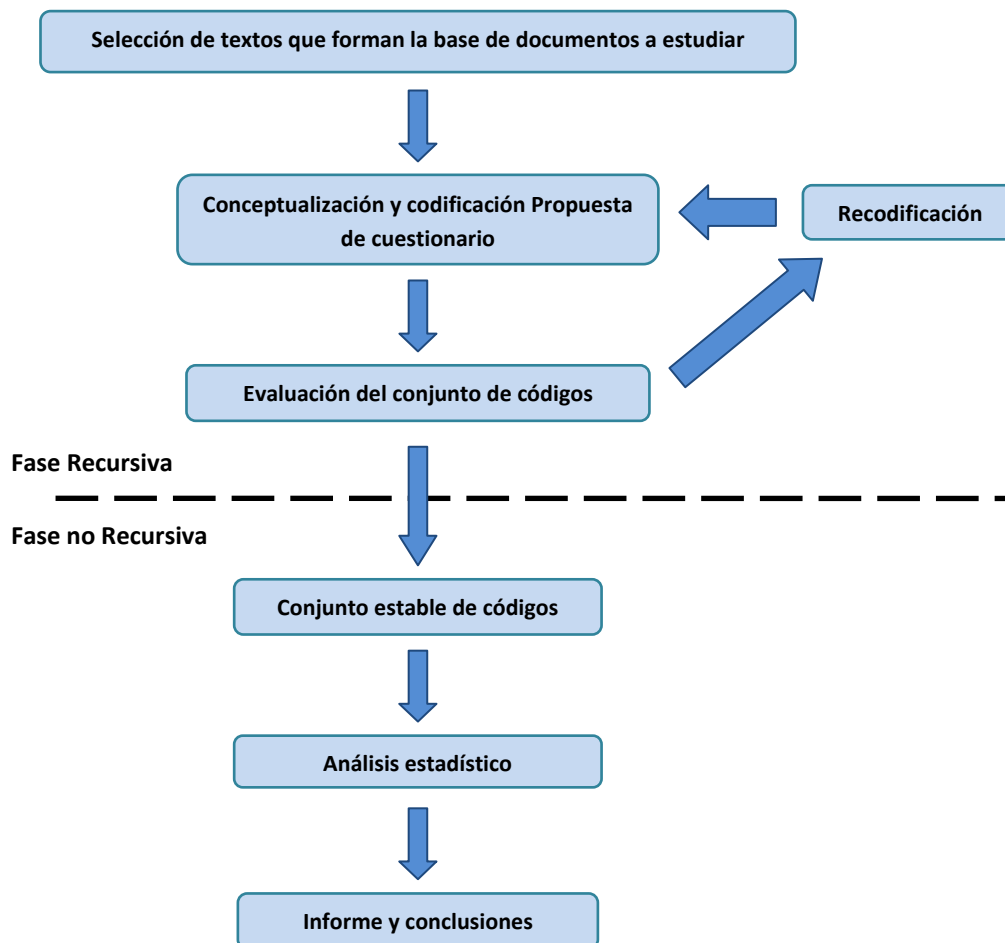 Selección de textos que forman la base de documentos a estudiar
Conceptualización y codificación Propuesta
de cuestionario
Recodificación
Evaluación del conjunto de códigos
Fase Recursiva
Fase no Recursiva
Conjunto estable de códigos
Análisis estadístico
Informe y conclusiones